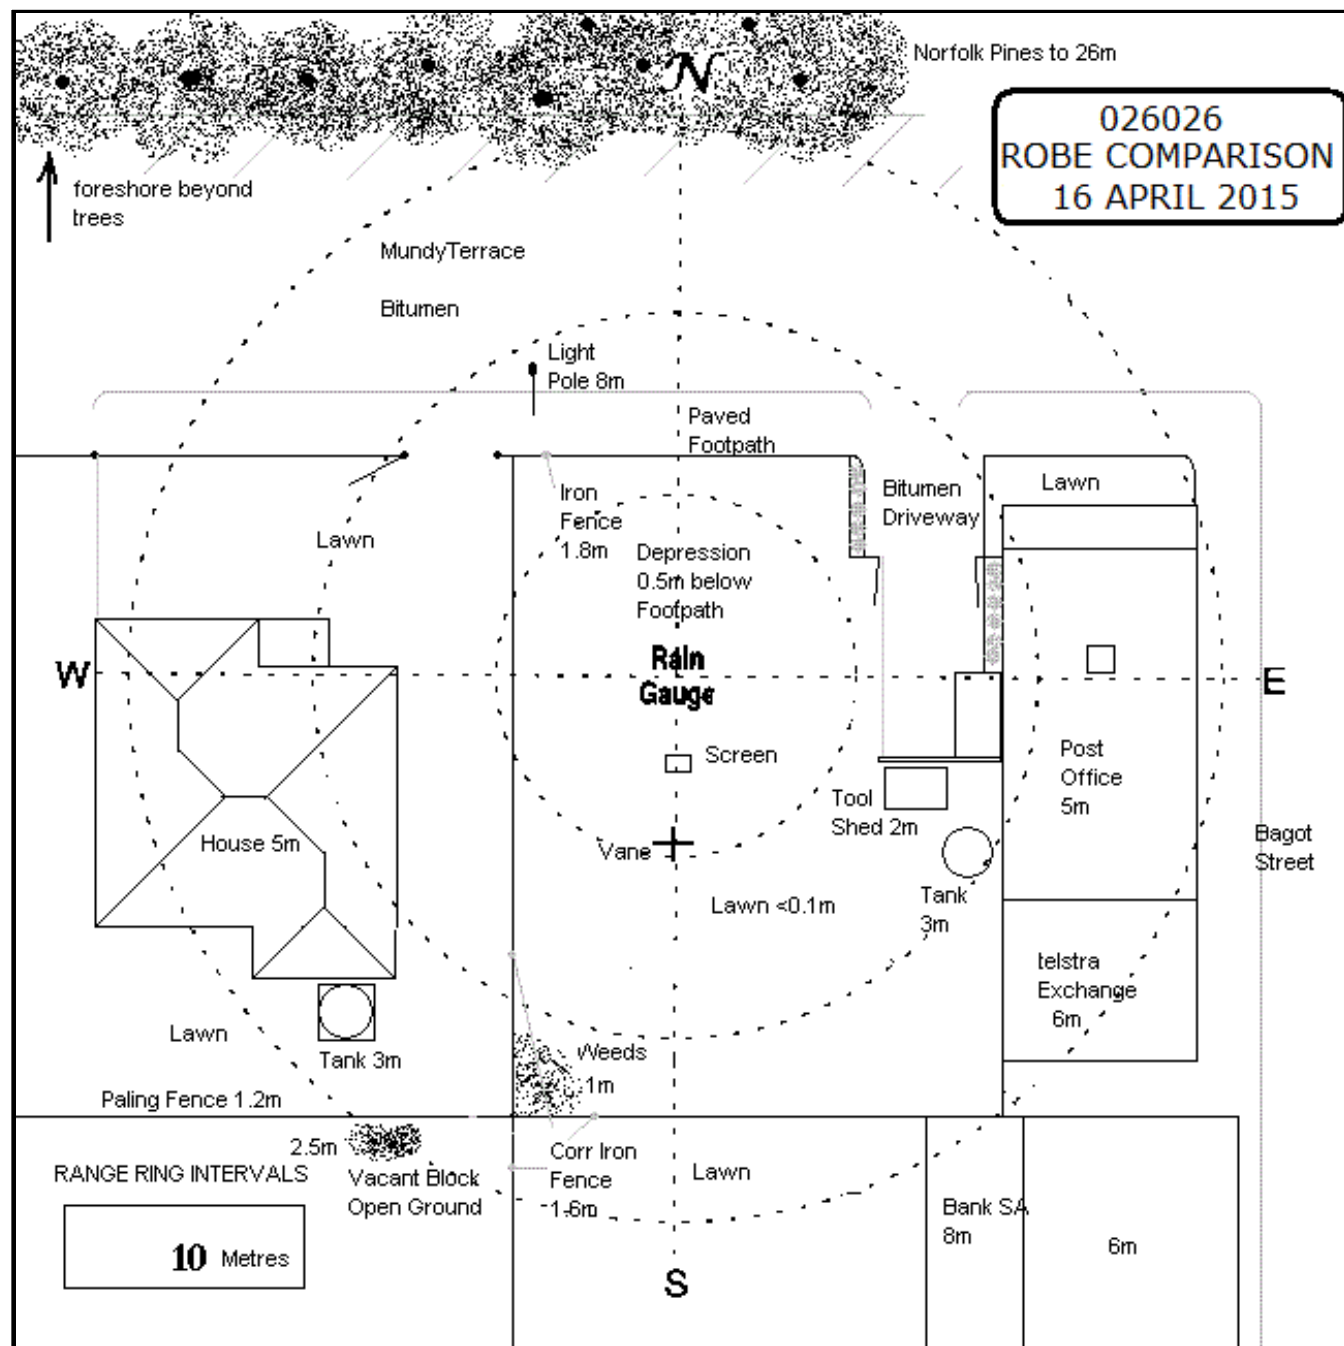 N
Norfolk Pines to 26m
026026
ROBE COMPARISON
16 APRIL 2015
foreshore beyond
trees
MundyTerrace
Bitumen
Light
Pole 8m
Paved
Footpath
Iron
Fence
1.8m
Bitumen
Driveway
Lawn
Lawn
Depression
0.5m below
Footpath
W
Rain
Gauge
E
Screen
Post
Office
5m
Tool
Shed 2m
House 5m
Vane
Bagot
Street
Lawn <0.1m
Tank
3m
telstra
Exchange
6m
Lawn
Tank 3m
Weeds
1m
Paling Fence 1.2m
2.5m
Vacant Block
Open Ground
Corr Iron
Fence
1.6m
Lawn
RANGE RING INTERVALS
10 Metres
Bank SA
8m
6m
S